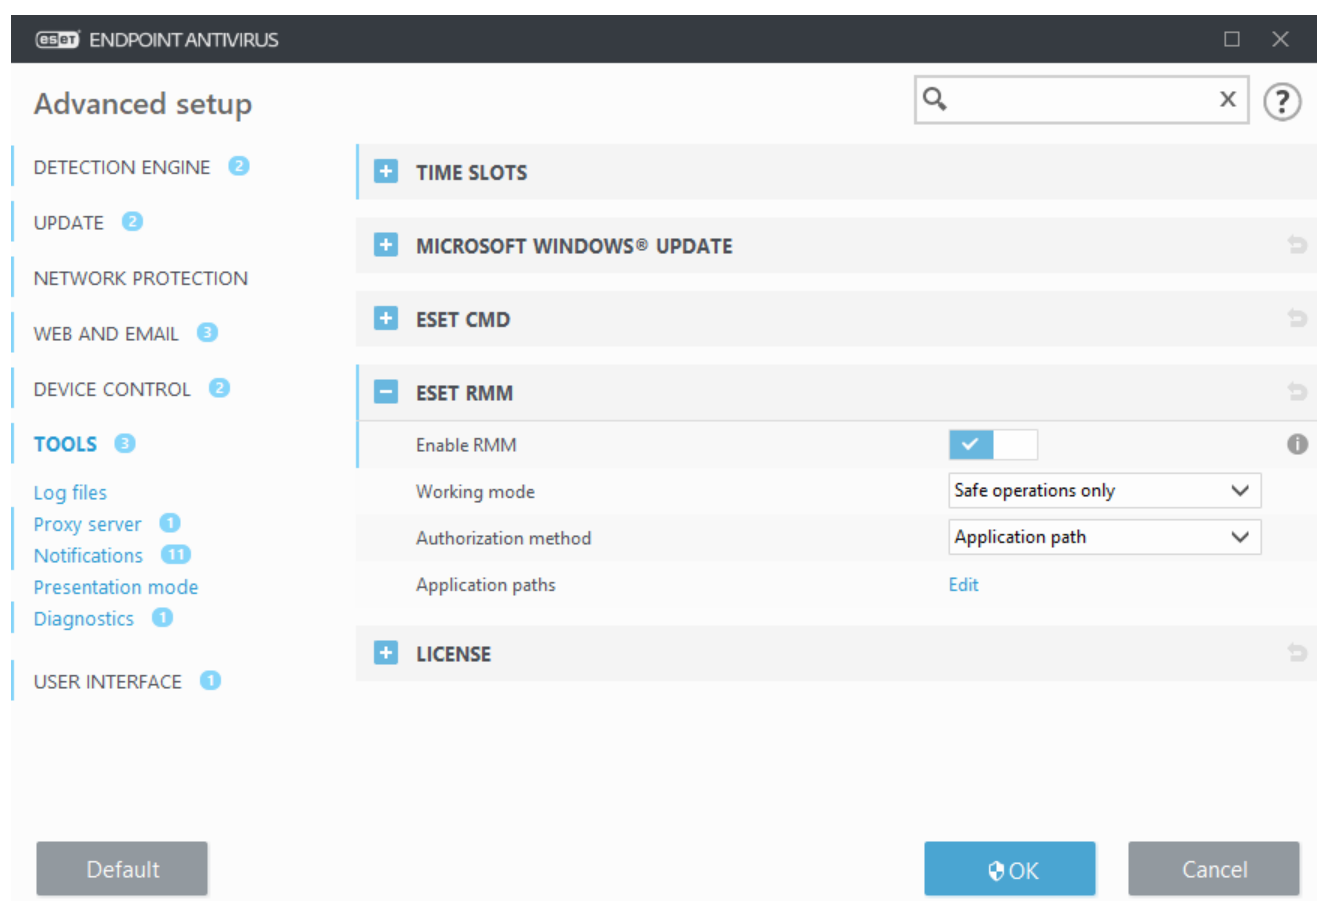 eset ENDPOINT ANTIVIRUS
Advanced setup
X
?
DETECTION ENGINE 2
UPDATE 2
NETWORK PROTECTION
WEB AND EMAIL 3
DEVICE CONTROL 2
TOOLS 3
Log files
Proxy server 1
Notifications 11
Presentation mode
Diagnostics 1
USER INTERFACE 1
TIME SLOTS
MICROSOFT WINDOWS® UPDATE
ESET CMD
ESET RMM
Enable RMM
Working mode Safe operations only
Authorization method Application path
Application paths Edit
LICENSE
Default
OK
Cancel